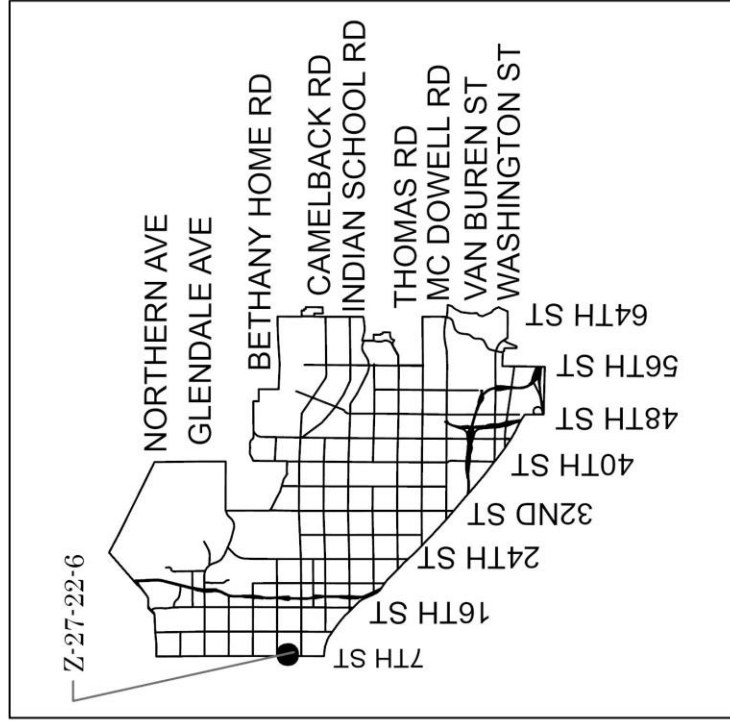 Z-27-22-6
NORTHERN AVE
GLENDALE AVE
BETHANY HOME RD
CAMELBACK RD
INDIAN SCHOOL RD
THOMAS RD
MC DOWELL RD
VAN BUREN ST
WASHINGTON ST
7TH ST
16TH ST
24TH ST
32ND ST
40TH ST
48TH ST
56TH ST
64TH ST